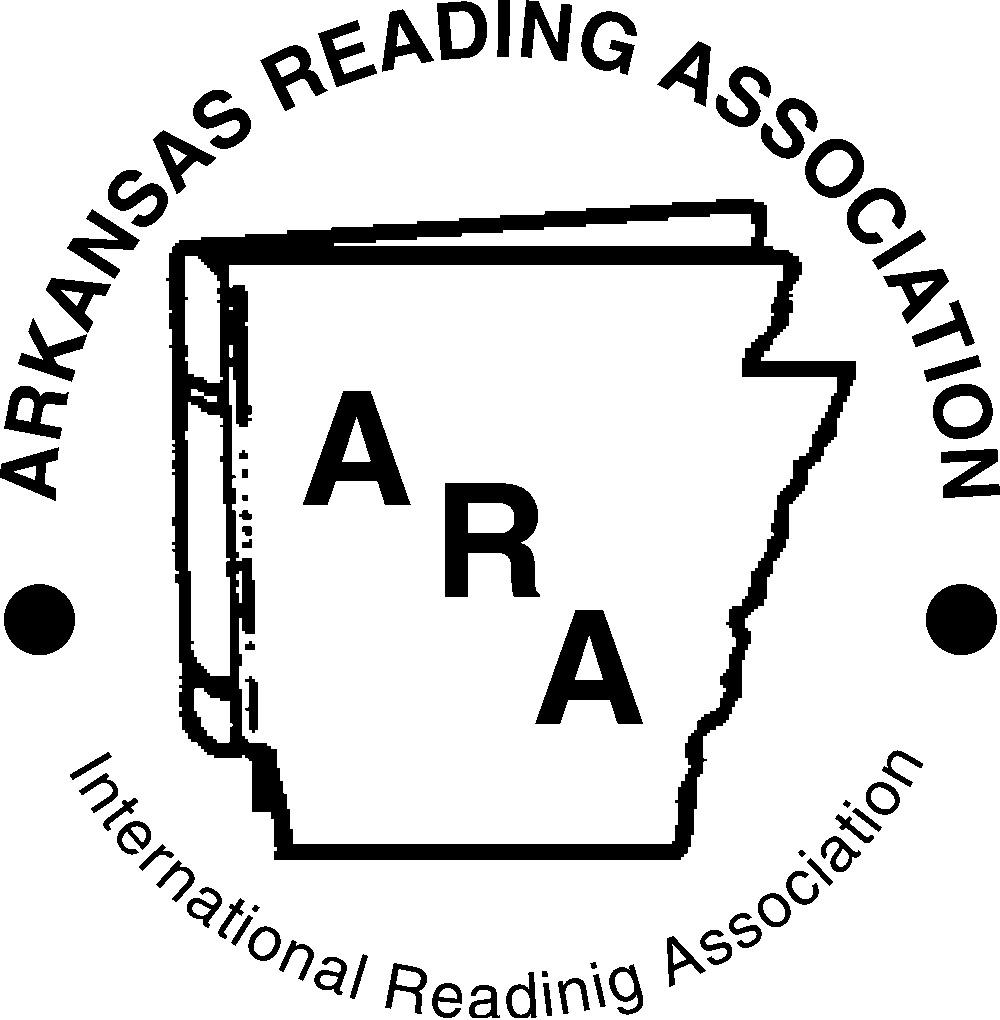 ARKANSAS READING ASSOCIATION
A
R
A
International Readinig Association